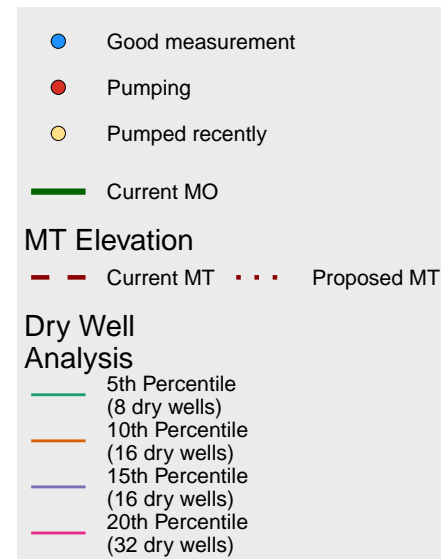 Good measurement
Pumping
Pumped recently
Current MO
MT Elevation
Current MT Proposed MT
Dry Well
Analysis
5th Percentile
(8 dry wells)
10th Percentile
(16 dry wells)
15th Percentile
(16 dry wells)
20th Percentile
(32 dry wells)